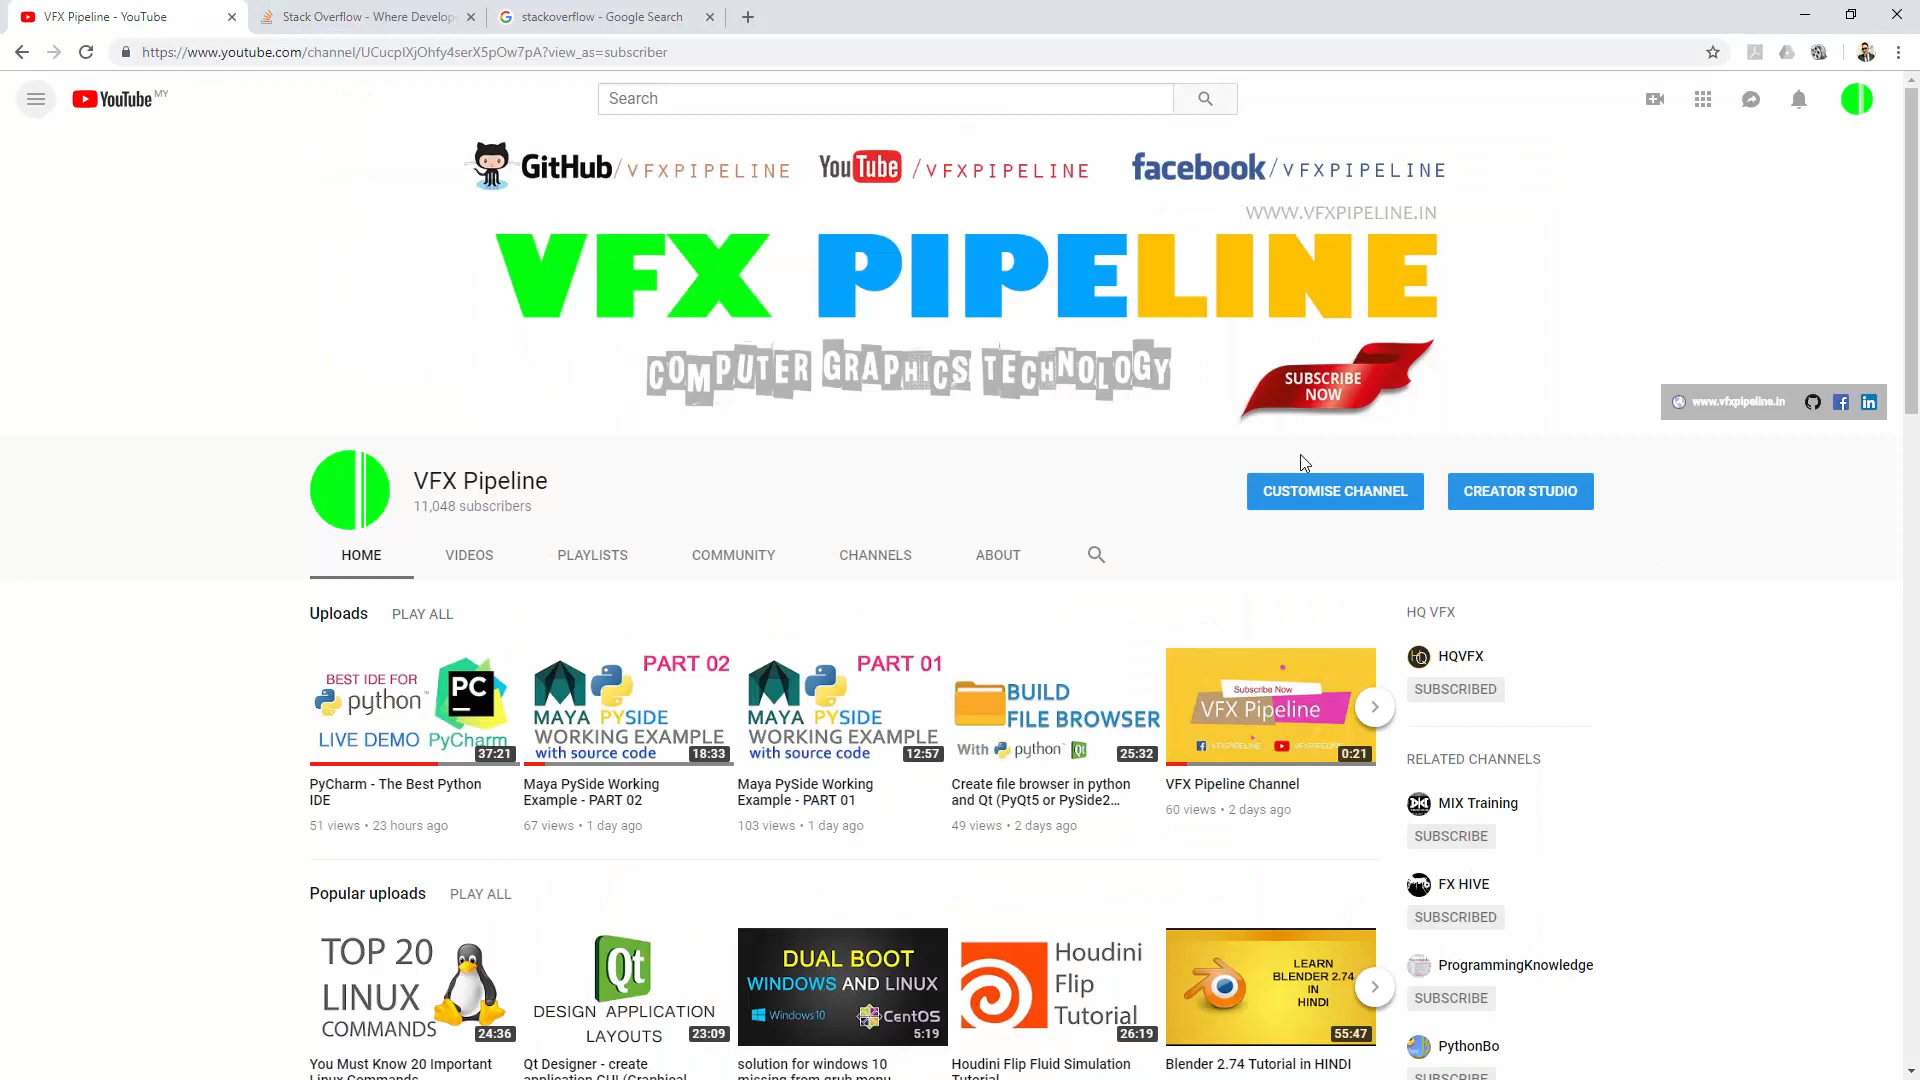 VFX Pipeline - YouTube
Stack Overflow - Where Develop
stackoverflow - Google Search
https://www.youtube.com/channel/UCucpIXjOhfy4serX5pOw7pA?view_as=subscriber
YouTube MY
Search
GitHub/VFXPIPELINE
YouTube /VFXPIPELINE
facebook/VFXPIPELINE
WWW.VFXPIPELINE.IN
VFX PIPELINE
COMPUTER GRAPHICS TECHNOLOGY
SUBSCRIBE
NOW
www.vfxpipeline.in
VFX Pipeline
11,048 subscribers
CUSTOMISE CHANNEL
CREATOR STUDIO
HOME
VIDEOS
PLAYLISTS
COMMUNITY
CHANNELS
ABOUT
Uploads
PLAY ALL
BEST IDE FOR
python
PC
LIVE DEMO PyCharm
37:21
PyCharm - The Best Python
IDE
51 views • 23 hours ago
PART 02
MAYA PYSIDE
WORKING EXAMPLE
with source code
18:33
Maya PySide Working
Example - PART 02
67 views • 1 day ago
PART 01
MAYA PYSIDE
WORKING EXAMPLE
with source code
12:57
Maya PySide Working
Example - PART 01
103 views • 1 day ago
BUILD
FILE BROWSER
With python Qt
25:32
Create file browser in python
and Qt (PyQt5 or PySide2...
49 views • 2 days ago
Subscribe Now
VFX Pipeline
0:21
VFX Pipeline Channel
60 views • 2 days ago
Popular uploads
PLAY ALL
TOP 20
LINUX
COMMANDS
24:36
You Must Know 20 Important
Linux Commands
Qt
DESIGN APPLICATION
LAYOUTS
23:09
Qt Designer - create
application GUI (Graphical
DUAL BOOT
WINDOWS AND LINUX
Windows10
CentOS
5:19
solution for windows 10
missing from grub menu
Houdini
Flip
Tutorial
26:19
Houdini Flip Fluid Simulation
Tutorial
LEARN
BLENDER 2.74
IN
HINDI
55:47
Blender 2.74 Tutorial in HINDI
HQ VFX
HQVFX
SUBSCRIBED
RELATED CHANNELS
MIX Training
SUBSCRIBE
FX HIVE
SUBSCRIBED
ProgrammingKnowledge
SUBSCRIBE
PythonBo
SUBSCRIBE